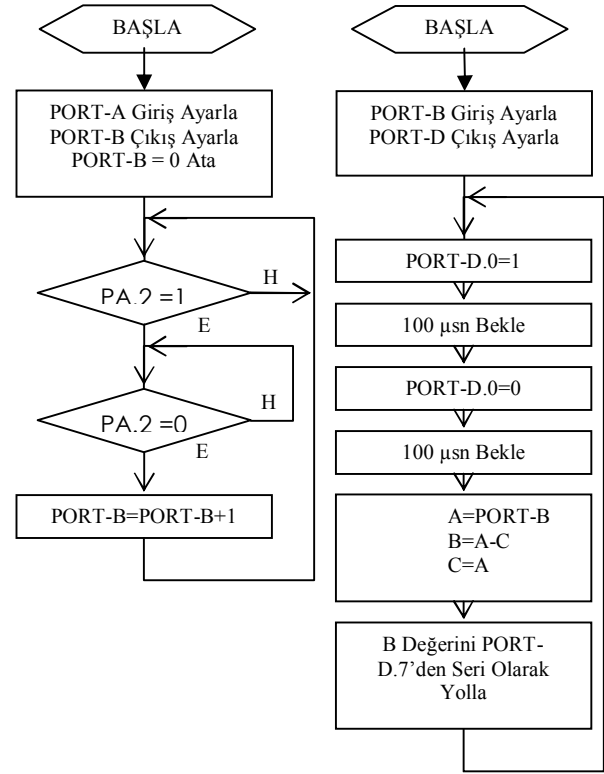 BAŞLA
PORT-A Giriş Ayarla
PORT-B Çıkış Ayarla
PORT-B = 0 Ata
PA.2 =1
H
E
PA.2 =0
H
E
PORT-B=PORT-B+1
BAŞLA
PORT-B Giriş Ayarla
PORT-D Çıkış Ayarla
PORT-D.0=1
100 µsn Bekle
PORT-D.0=0
100 µsn Bekle
A=PORT-B
B=A-C
C=A
B Değerini PORT-
D.7’den Seri Olarak
Yolla